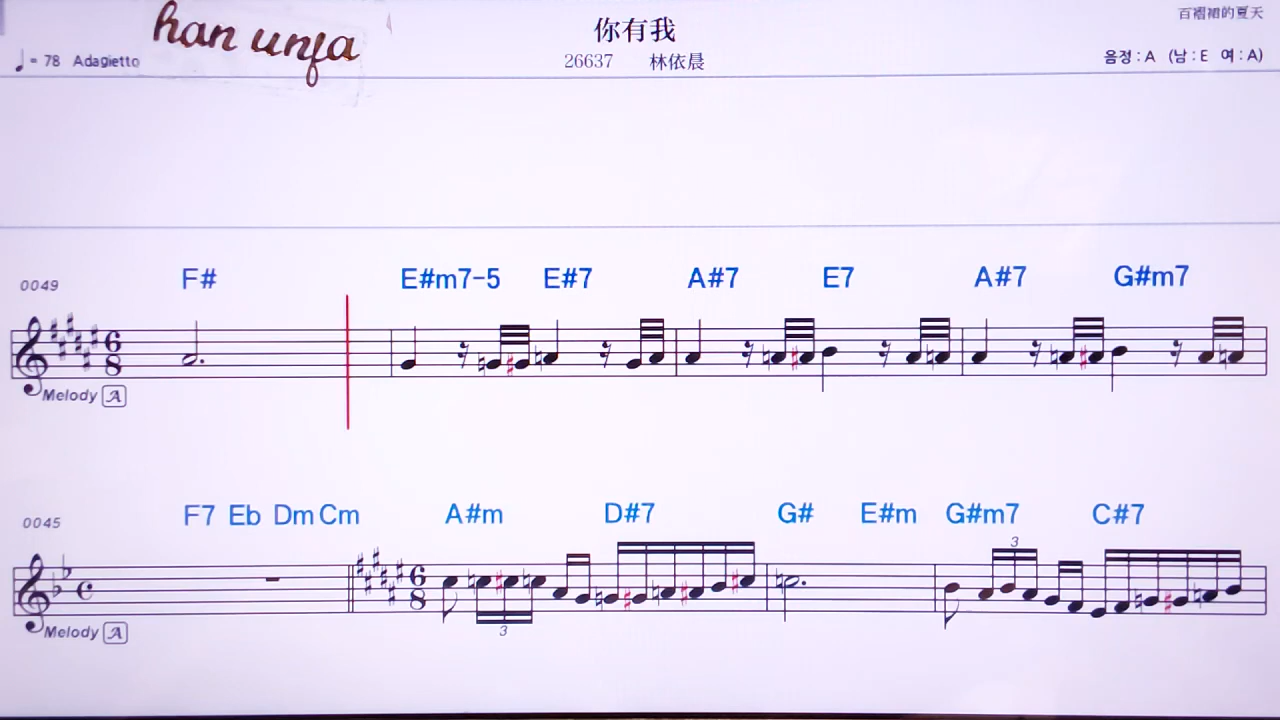 han unfa
你有我
百褶裙的夏天
♩= 78 Adagietto
26637 林依晨
음정 : A (남 : E 여 : A)
0049 F# E#m7-5 E#7 A#7 E7 A#7 G#m7
6
8
Melody A
0045 F7 Eb Dm Cm A#m D#7 G# E#m G#m7 C#7
3
6
8
3
Melody A